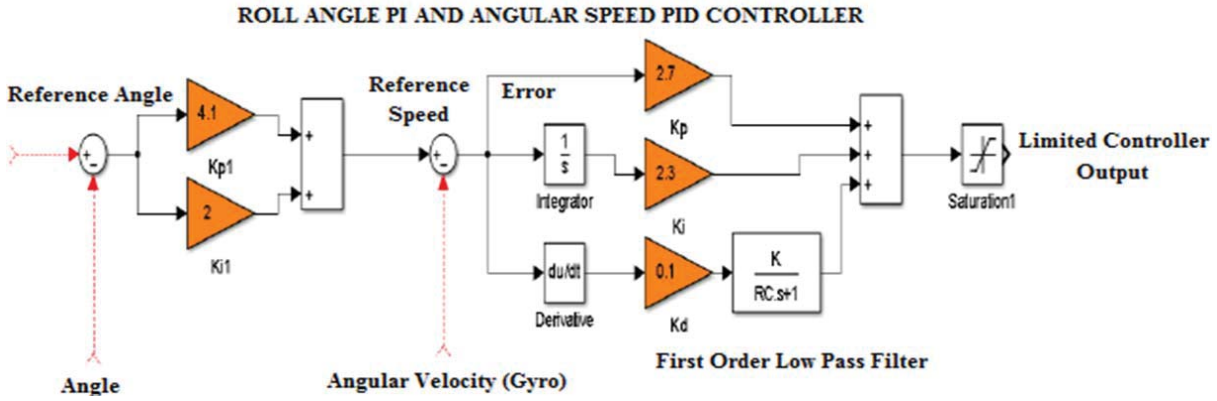 ROLL ANGLE PI AND ANGULAR SPEED PID CONTROLLER
Reference Angle
+
-
4.1
Kp1
2
Ki1
+
+
Reference
Speed
+
-
Error
1
s
Integrator
du/dt
Derivative
2.7
Kp
2.3
Ki
0.1
Kd
K
RC.s+1
+
+
+
Saturation1
Limited Controller
Output
First Order Low Pass Filter
Angle
Angular Velocity (Gyro)